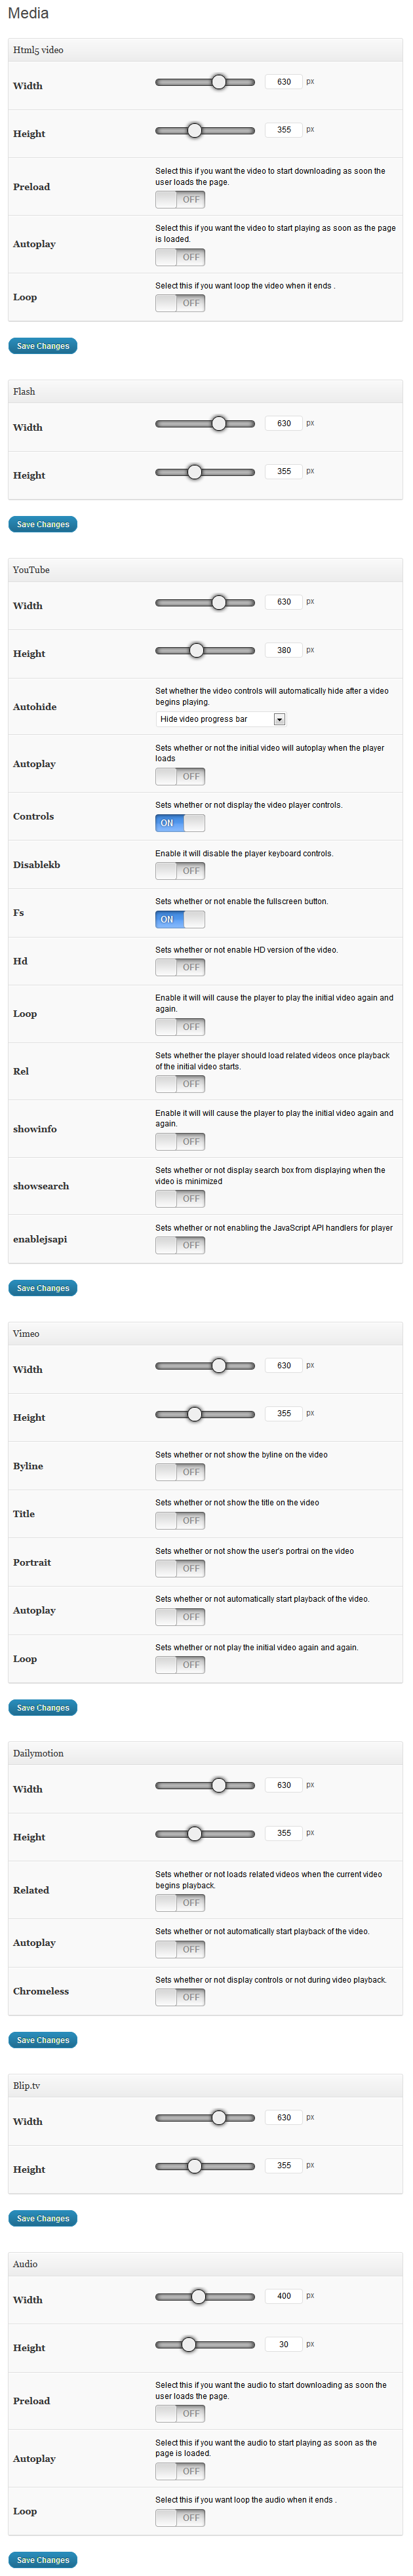 Media
Html5 video
Width
630 px
Height
355 px
Preload
Select this if you want the video to start downloading as soon the
user loads the page.
OFF
Autoplay
Select this if you want the video to start playing as soon as the page
is loaded.
OFF
Loop
Select this if you want loop the video when it ends .
OFF
Save Changes
Flash
Width
630 px
Height
355 px
Save Changes
YouTube
Width
630 px
Height
380 px
Autohide
Set whether the video controls will automatically hide after a video
begins playing.
Hide video progress bar
Autoplay
Sets whether or not the initial video will autoplay when the player
loads
OFF
Controls
Sets whether or not display the video player controls.
ON
Disablekb
Enable it will disable the player keyboard controls.
OFF
Fs
Sets whether or not enable the fullscreen button.
ON
Hd
Sets whether or not enable HD version of the video.
OFF
Loop
Enable it will will cause the player to play the initial video again and
again.
OFF
Rel
Sets whether the player should load related videos once playback
of the initial video starts.
OFF
showinfo
Enable it will will cause the player to play the initial video again and
again.
OFF
showsearch
Sets whether or not display search box from displaying when the
video is minimized
OFF
enablejsapi
Sets whether or not enabling the JavaScript API handlers for player
OFF
Save Changes
Vimeo
Width
630 px
Height
355 px
Byline
Sets whether or not show the byline on the video
OFF
Title
Sets whether or not show the title on the video
OFF
Portrait
Sets whether or not show the user's portrai on the video
OFF
Autoplay
Sets whether or not automatically start playback of the video.
OFF
Loop
Sets whether or not play the initial video again and again.
OFF
Save Changes
Dailymotion
Width
630 px
Height
355 px
Related
Sets whether or not loads related videos when the current video
begins playback.
OFF
Autoplay
Sets whether or not automatically start playback of the video.
OFF
Chromeless
Sets whether or not display controls or not during video playback.
OFF
Save Changes
Blip.tv
Width
630 px
Height
355 px
Save Changes
Audio
Width
400 px
Height
30 px
Preload
Select this if you want the audio to start downloading as soon the
user loads the page.
OFF
Autoplay
Select this if you want the audio to start playing as soon as the
page is loaded.
OFF
Loop
Select this if you want loop the audio when it ends .
OFF
Save Changes